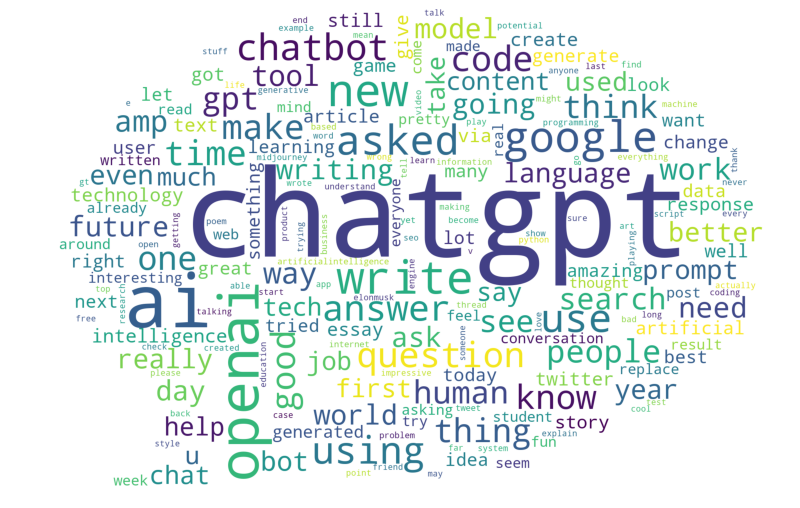 talk
end
still
potential
example
mean
give
model
create
chatbot
come
made
code
generate
stuff
generative
anyone
last
find
got
tool
game
take
content
used
look
e
life
new
video
might
machine
let
gpt
mind
going
think
read
article
pretty
play
programming
want
amp
text
make
based
asked
via
real
google
change
user
time
learning
word
tell
wrong
go
thank
written
midjourney
learn
information
everything
even
much
writing
many
language
work
never
technology
something
wrote
understand
everyone
chatgpt
data
gt
already
poem
product
making
sure
script
every
response
future
getting
web
trying
business
yet
become
art
playing
better
around
open
lot
seo
v
show
python
well
right
one
great
artificialintelligence
engine
amazing
prompt
interesting
way
write
thought
actually
top
able
app
say
search
post
long
coding
next
research
ai
start
elonmusk
thread
need
free
talking
openai
tech
answer
feel
see
use
love
bad
artificial
intelligence
tried
essay
ask
conversation
result
check
created
good
internet
someone
people
best
really
job
question
replace
please
education
impressive
today
twitter
test
day
first
human
know
year
cool
back
case
world
try
asking
tweet
student
story
help
generated
problem
thing
fun
explain
style
using
far
system
u
bot
friend
idea
seem
week
chat
point
may